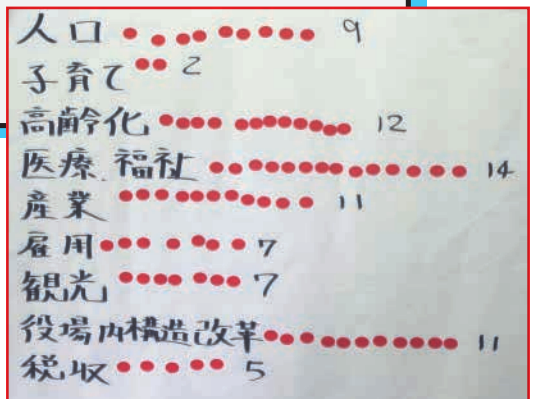 人口 9
子育て 2
高齢化 12
医療、福祉 14
産業 11
雇用 7
観光 7
役場内構造改革 11
税収 5